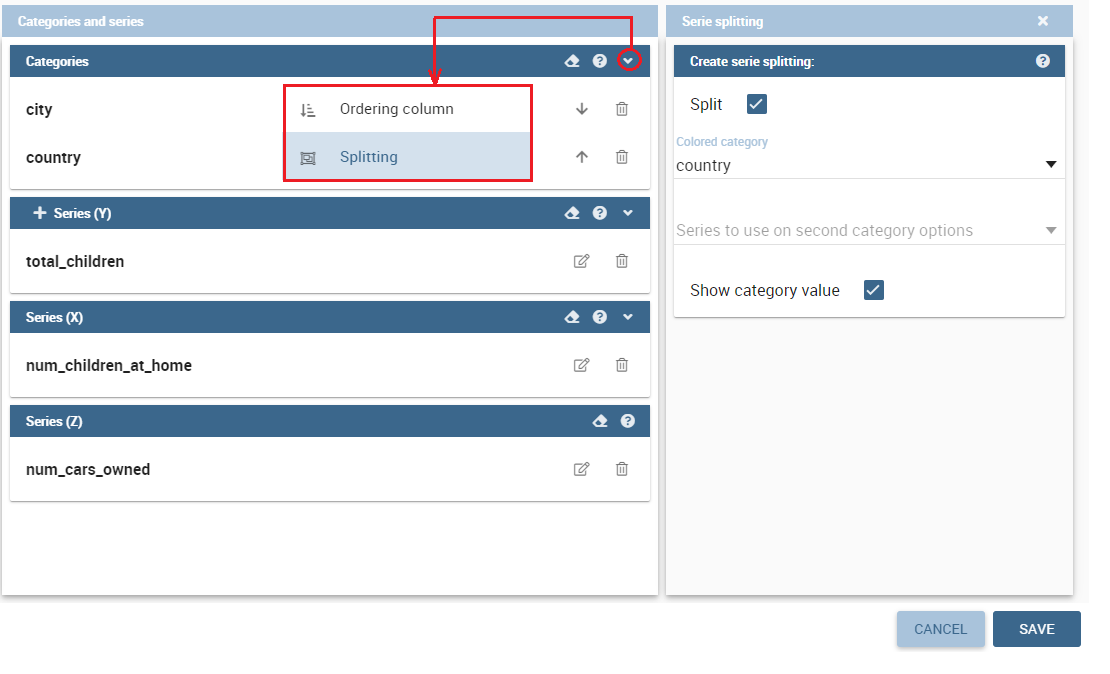 Categories and series
Categories
city
Ordering column
country
Splitting
Series (Y)
total_children
Series (X)
num_children_at_home
Series (Z)
num_cars_owned
Serie splitting
Create serie splitting:
Split
Colored category
country
Series to use on second category options
Show category value
CANCEL
SAVE